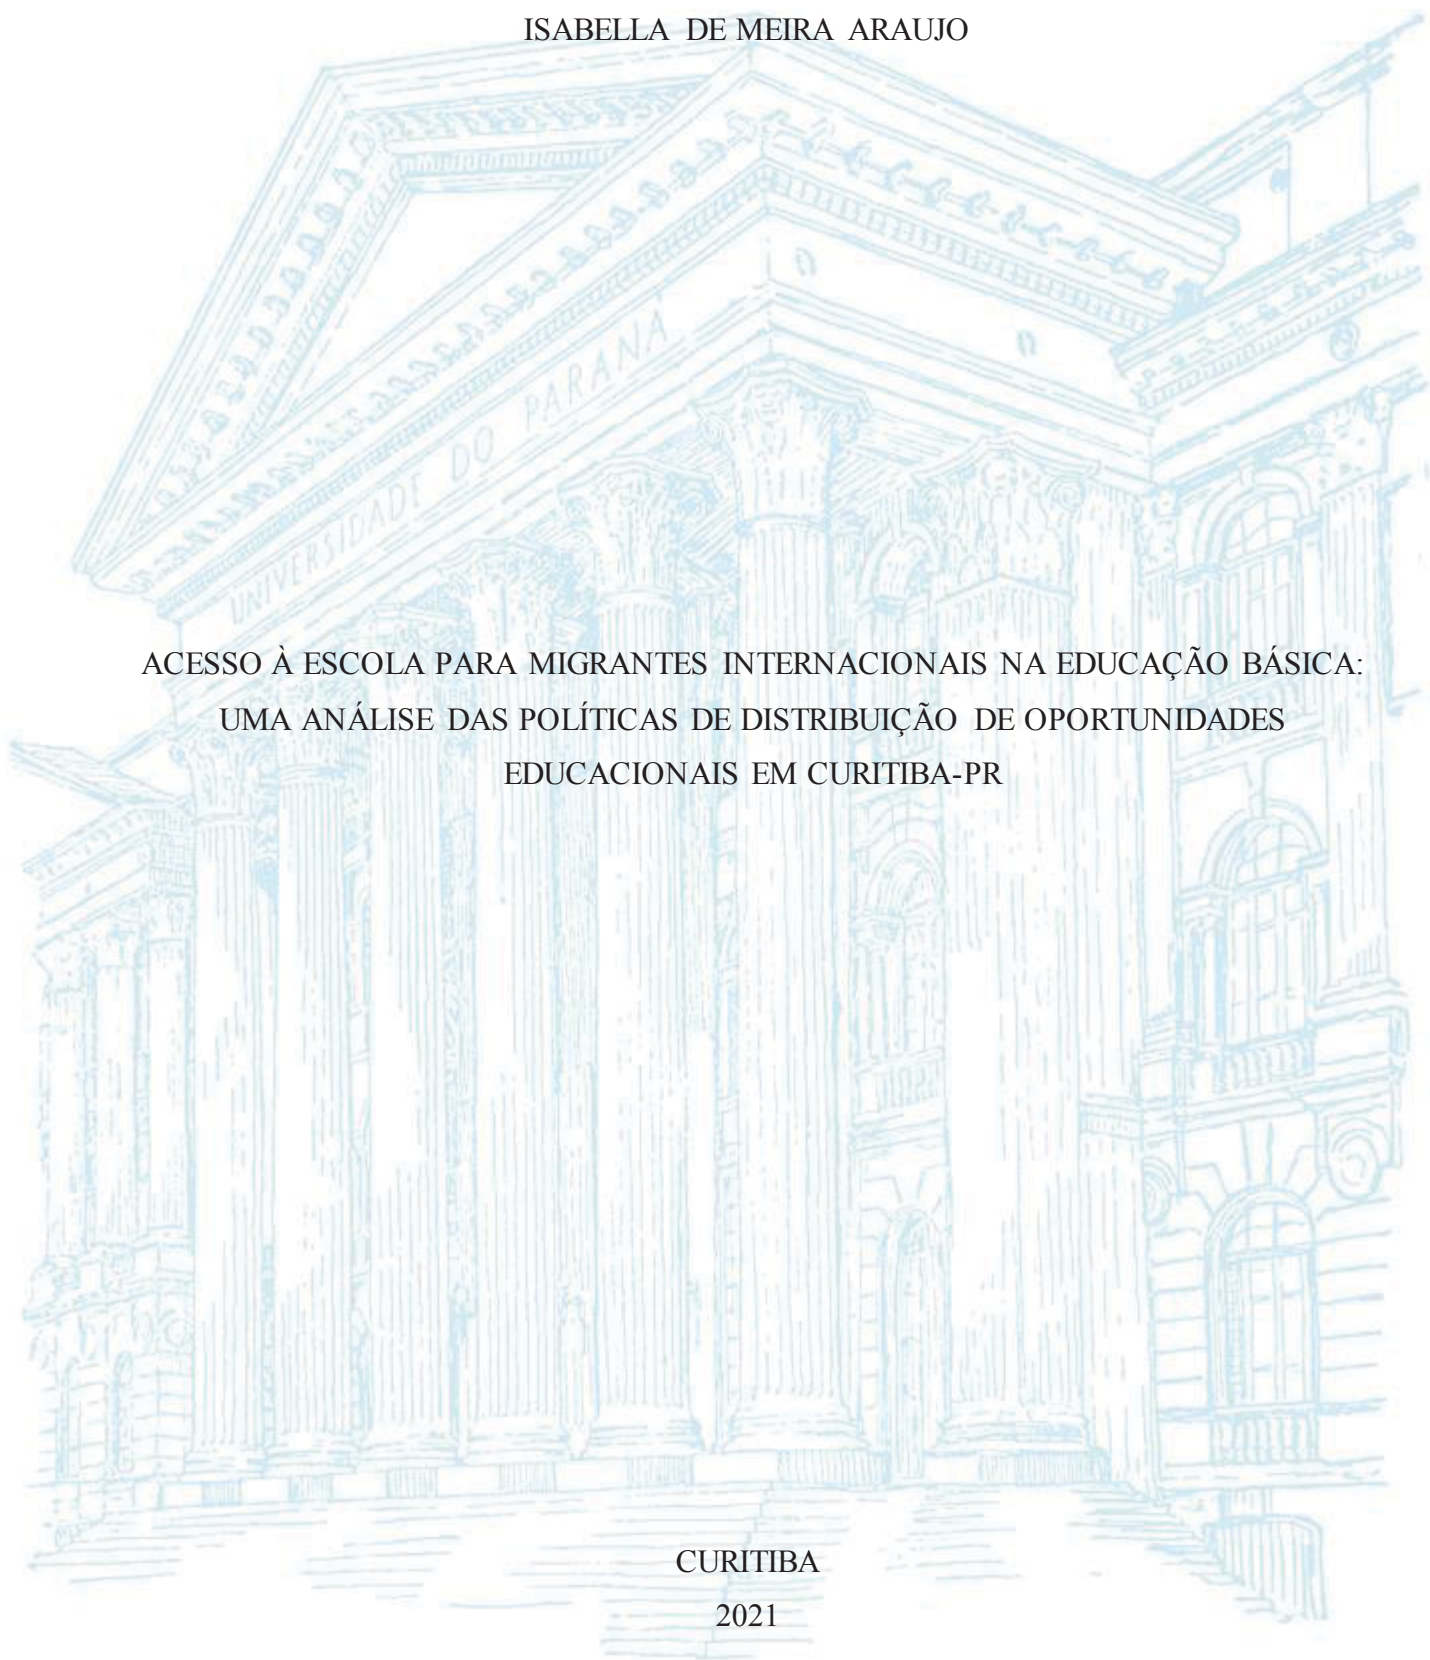 ISABELLA DE MEIRA ARAUJO
UNIVERSIDADE DO PARANÁ
ACESSO À ESCOLA PARA MIGRANTES INTERNACIONAIS NA EDUCAÇÃO BÁSICA:
UMA ANÁLISE DAS POLÍTICAS DE DISTRIBUIÇÃO DE OPORTUNIDADES
EDUCACIONAIS EM CURITIBA-PR
CURITIBA
2021